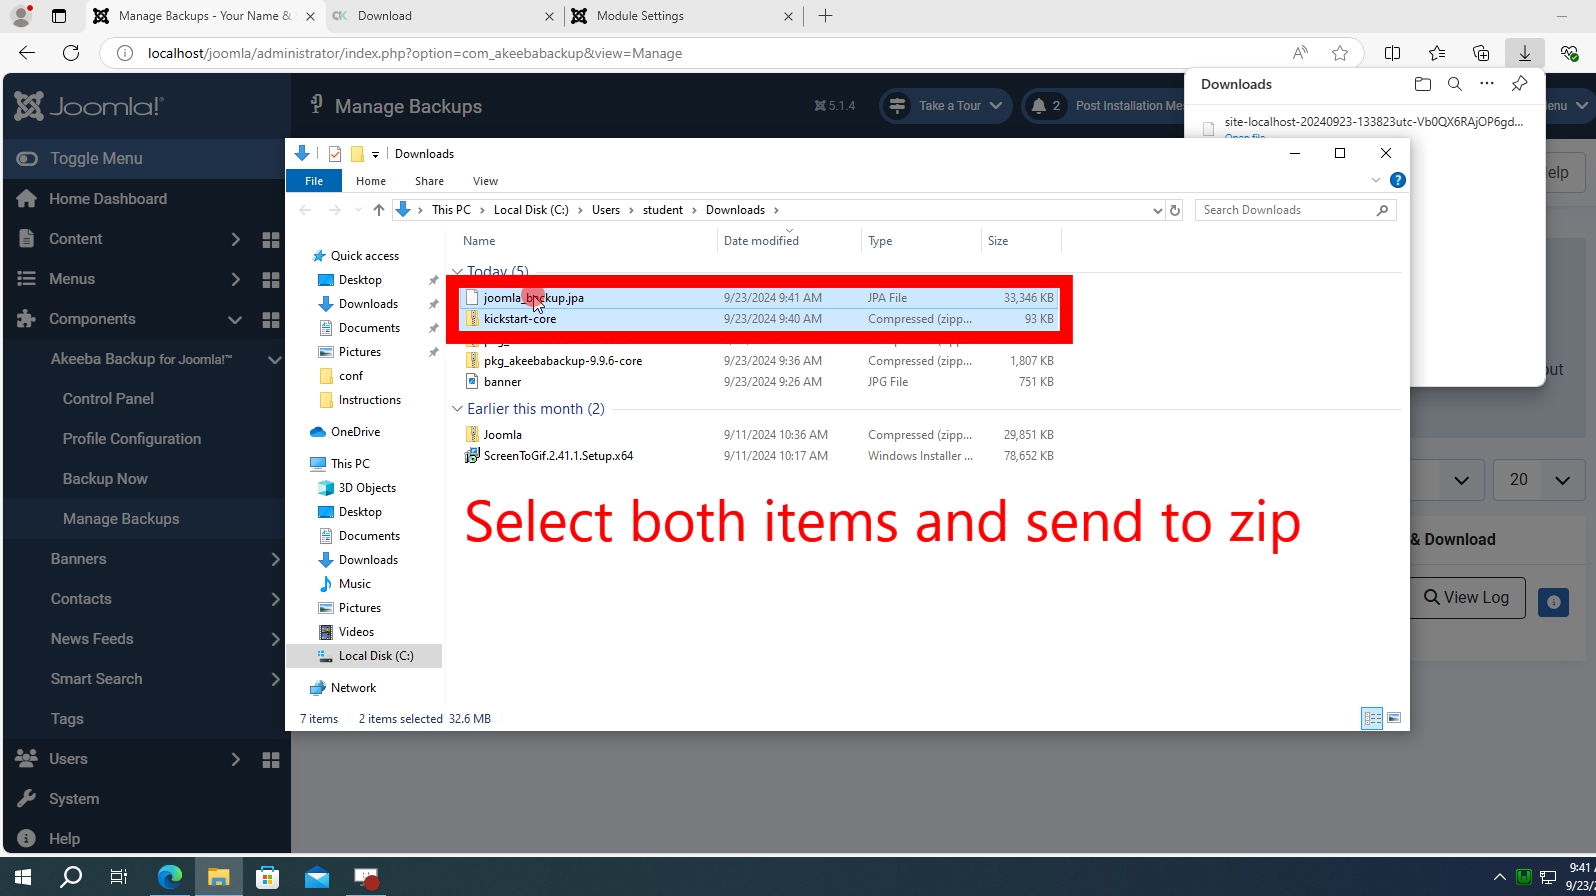 Manage Backups - Your Name &
Download
Module Settings
localhost/joomla/administrator/index.php?option=com_akeebabackup&view=Manage
Joomla!
Manage Backups
5.1.4
Take a Tour
2
Post Installation Me
enu
Downloads
site-localhost-20240923-133823utc-Vb0QX6RAjOP6gd...
Open file
Toggle Menu
Home Dashboard
Content
Menus
Components
Akeeba Backup for Joomla!™
Control Panel
Profile Configuration
Backup Now
Manage Backups
Banners
Contacts
News Feeds
Smart Search
Tags
Users
System
Help
Downloads
File
Home
Share
View
This PC
Local Disk (C:)
Users
student
Downloads
Search Downloads
Quick access
Desktop
Downloads
Documents
Pictures
conf
Instructions
OneDrive
This PC
3D Objects
Desktop
Documents
Downloads
Music
Pictures
Videos
Local Disk (C:)
Network
Name Date modified Type Size
Today (5)
joomla_backup.jpa 9/23/2024 9:41 AM JPA File 33,346 KB
kickstart-core 9/23/2024 9:40 AM Compressed (zipp... 93 KB
pkg_akeebabackup-9.9.6-core 9/23/2024 9:36 AM Compressed (zipp... 1,807 KB
banner 9/23/2024 9:26 AM JPG File 751 KB
Earlier this month (2)
Joomla 9/11/2024 10:36 AM Compressed (zipp... 29,851 KB
ScreenToGif.2.41.1.Setup.x64 9/11/2024 10:17 AM Windows Installer ... 78,652 KB
Select both items and send to zip
7 items 2 items selected 32.6 MB
elp
out
20
& Download
View Log
9:41
9/23/